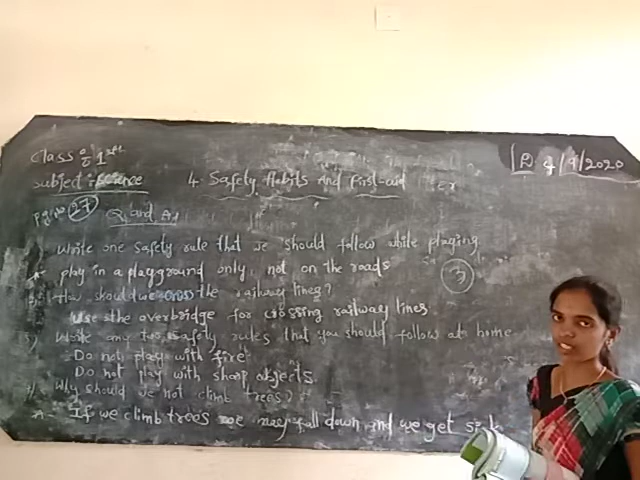 Class : 1st
D: 4/9/2020
Subject : Science
4. Safety Habits And First-aid
Pg.no 27
Q and A
Write one safety rule that we should follow while playing.
play in a playground only, not on the roads
3
How should we cross the railway lines?
Use the overbridge for crossing railway lines
3) Write any two safety rules that you should follow at home
Do not play with fire.
Do not play with sharp objects.
4) Why should we not climb trees?
A- If we climb trees we may fall down and we get